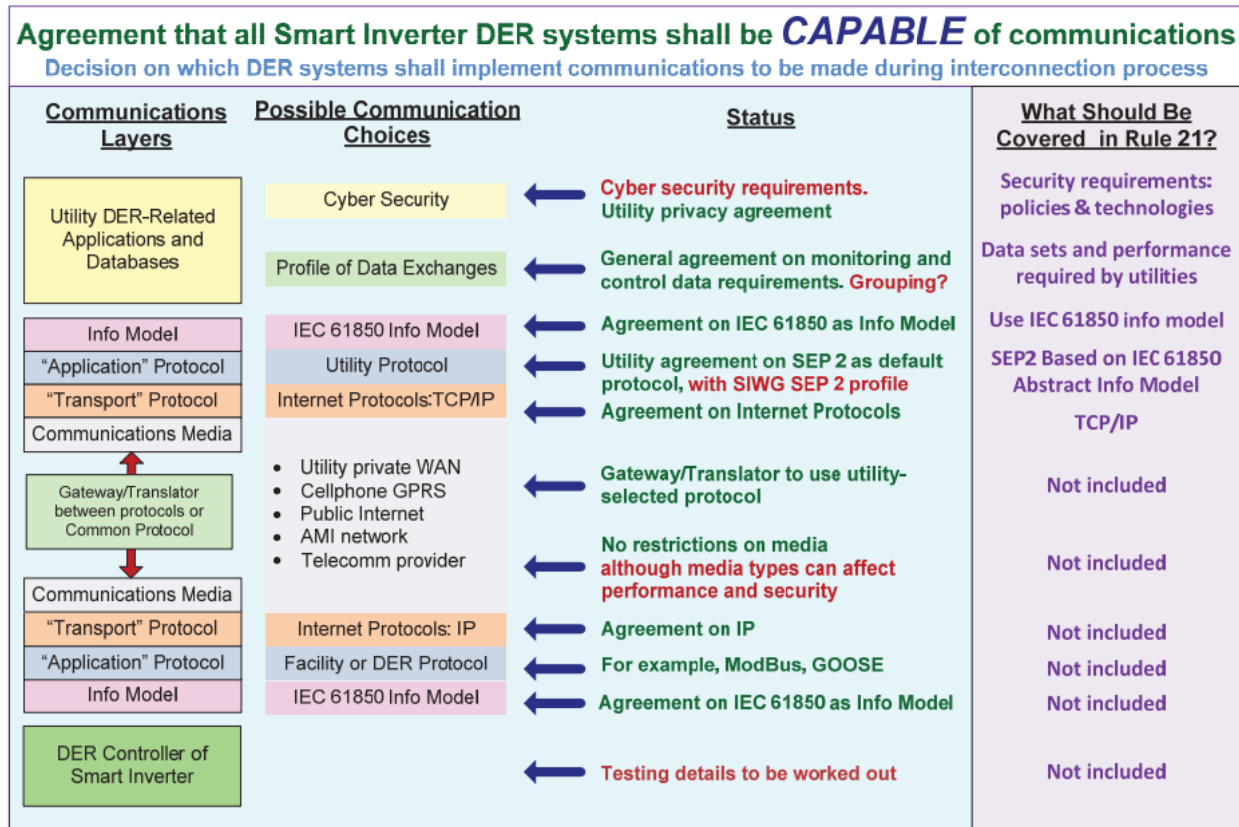 Agreement that all Smart Inverter DER systems shall be CAPABLE of communications
Decision on which DER systems shall implement communications to be made during interconnection process
Communications
Layers
Possible Communication
Choices
Status
What Should Be
Covered in Rule 21?
Utility DER-Related
Applications and
Databases
Cyber Security
Cyber security requirements.
Utility privacy agreement
Security requirements:
policies & technologies
Profile of Data Exchanges
General agreement on monitoring and
control data requirements. Grouping?
Data sets and performance
required by utilities
Info Model
IEC 61850 Info Model
Agreement on IEC 61850 as Info Model
Use IEC 61850 info model
“Application” Protocol
Utility Protocol
Utility agreement on SEP 2 as default
protocol, with SIWG SEP 2 profile
SEP2 Based on IEC 61850
Abstract Info Model
“Transport” Protocol
Internet Protocols:TCP/IP
Agreement on Internet Protocols
TCP/IP
Communications Media
Gateway/Translator
between protocols or
Common Protocol
• Utility private WAN
• Cellphone GPRS
• Public Internet
• AMI network
• Telecomm provider
Gateway/Translator to use utility-
selected protocol
Not included
No restrictions on media
although media types can affect
performance and security
Not included
Communications Media
“Transport” Protocol
Internet Protocols: IP
Agreement on IP
Not included
“Application” Protocol
Facility or DER Protocol
For example, ModBus, GOOSE
Not included
Info Model
IEC 61850 Info Model
Agreement on IEC 61850 as Info Model
Not included
DER Controller of
Smart Inverter
Testing details to be worked out
Not included